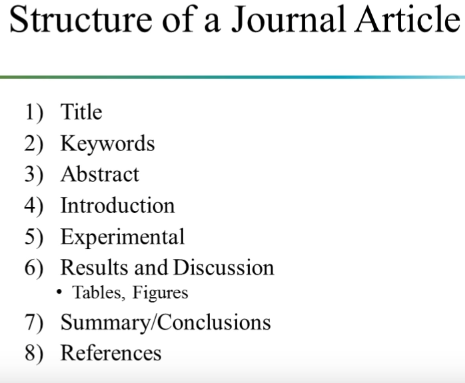 Structure of a Journal Article
1) Title
2) Keywords
3) Abstract
4) Introduction
5) Experimental
6) Results and Discussion
• Tables, Figures
7) Summary/Conclusions
8) References